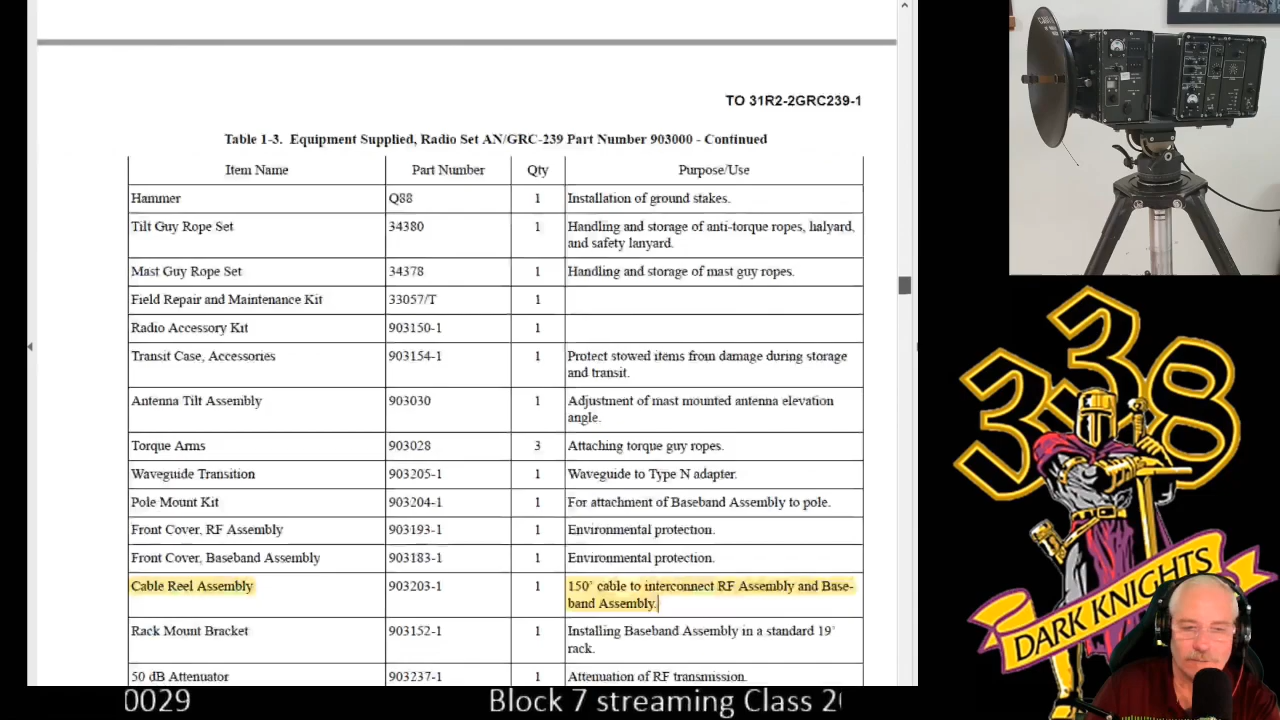 TO 31R2-2GRC239-1
Table 1-3. Equipment Supplied, Radio Set AN/GRC-239 Part Number 903000 - Continued
Item Name Part Number Qty Purpose/Use
Hammer Q88 1 Installation of ground stakes.
Tilt Guy Rope Set 34380 1 Handling and storage of anti-torque ropes, halyard,
and safety lanyard.
Mast Guy Rope Set 34378 1 Handling and storage of mast guy ropes.
Field Repair and Maintenance Kit 33057/T 1
Radio Accessory Kit 903150-1 1
Transit Case, Accessories 903154-1 1 Protect stowed items from damage during storage
and transit.
Antenna Tilt Assembly 903030 1 Adjustment of mast mounted antenna elevation
angle.
Torque Arms 903028 3 Attaching torque guy ropes.
Waveguide Transition 903205-1 1 Waveguide to Type N adapter.
Pole Mount Kit 903204-1 1 For attachment of Baseband Assembly to pole.
Front Cover, RF Assembly 903193-1 1 Environmental protection.
Front Cover, Baseband Assembly 903183-1 1 Environmental protection.
Cable Reel Assembly 903203-1 1 150' cable to interconnect RF Assembly and Base-
band Assembly.
Rack Mount Bracket 903152-1 1 Installing Baseband Assembly in a standard 19"
rack.
50 dB Attenuator 903237-1 1 Attenuation of RF transmission.
338
DARK KNIGHTS
0029 Block 7 streaming Class 20